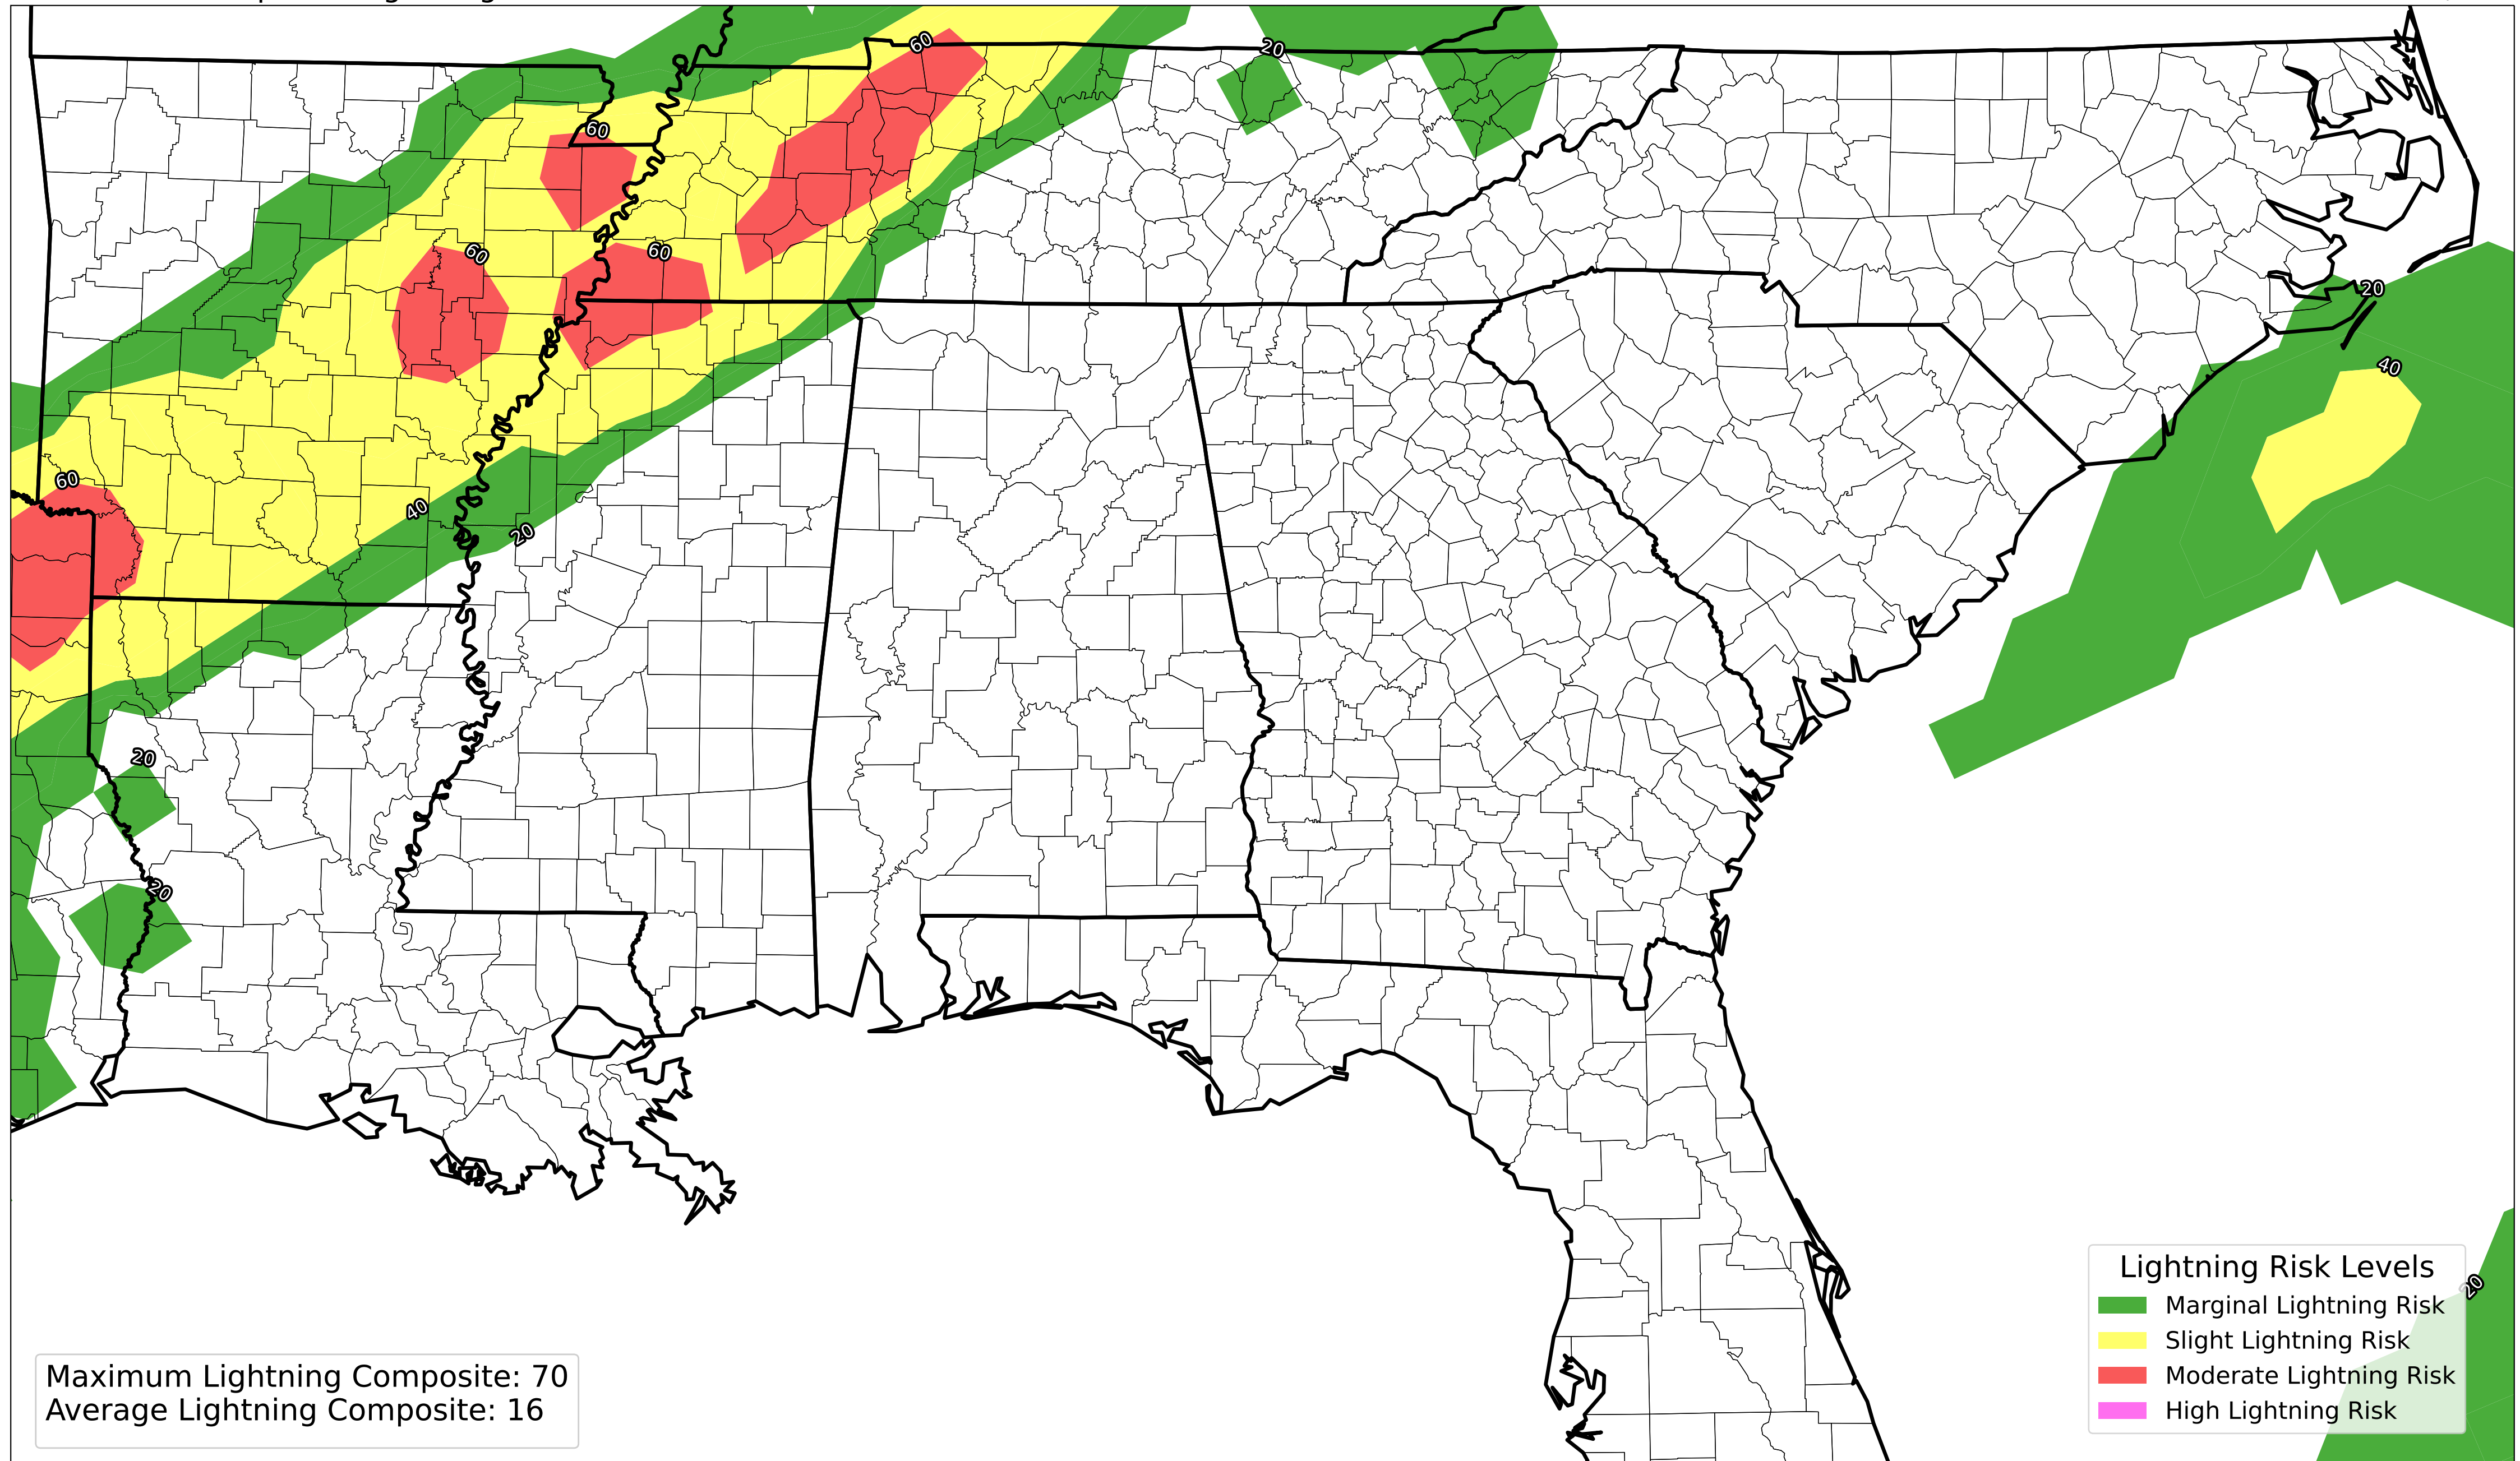 60
20
60
60
60
20
40
60
40
20
20
20
20
Lightning Risk Levels
Marginal Lightning Risk
Slight Lightning Risk
Moderate Lightning Risk
High Lightning Risk
Maximum Lightning Composite: 70
Average Lightning Composite: 16